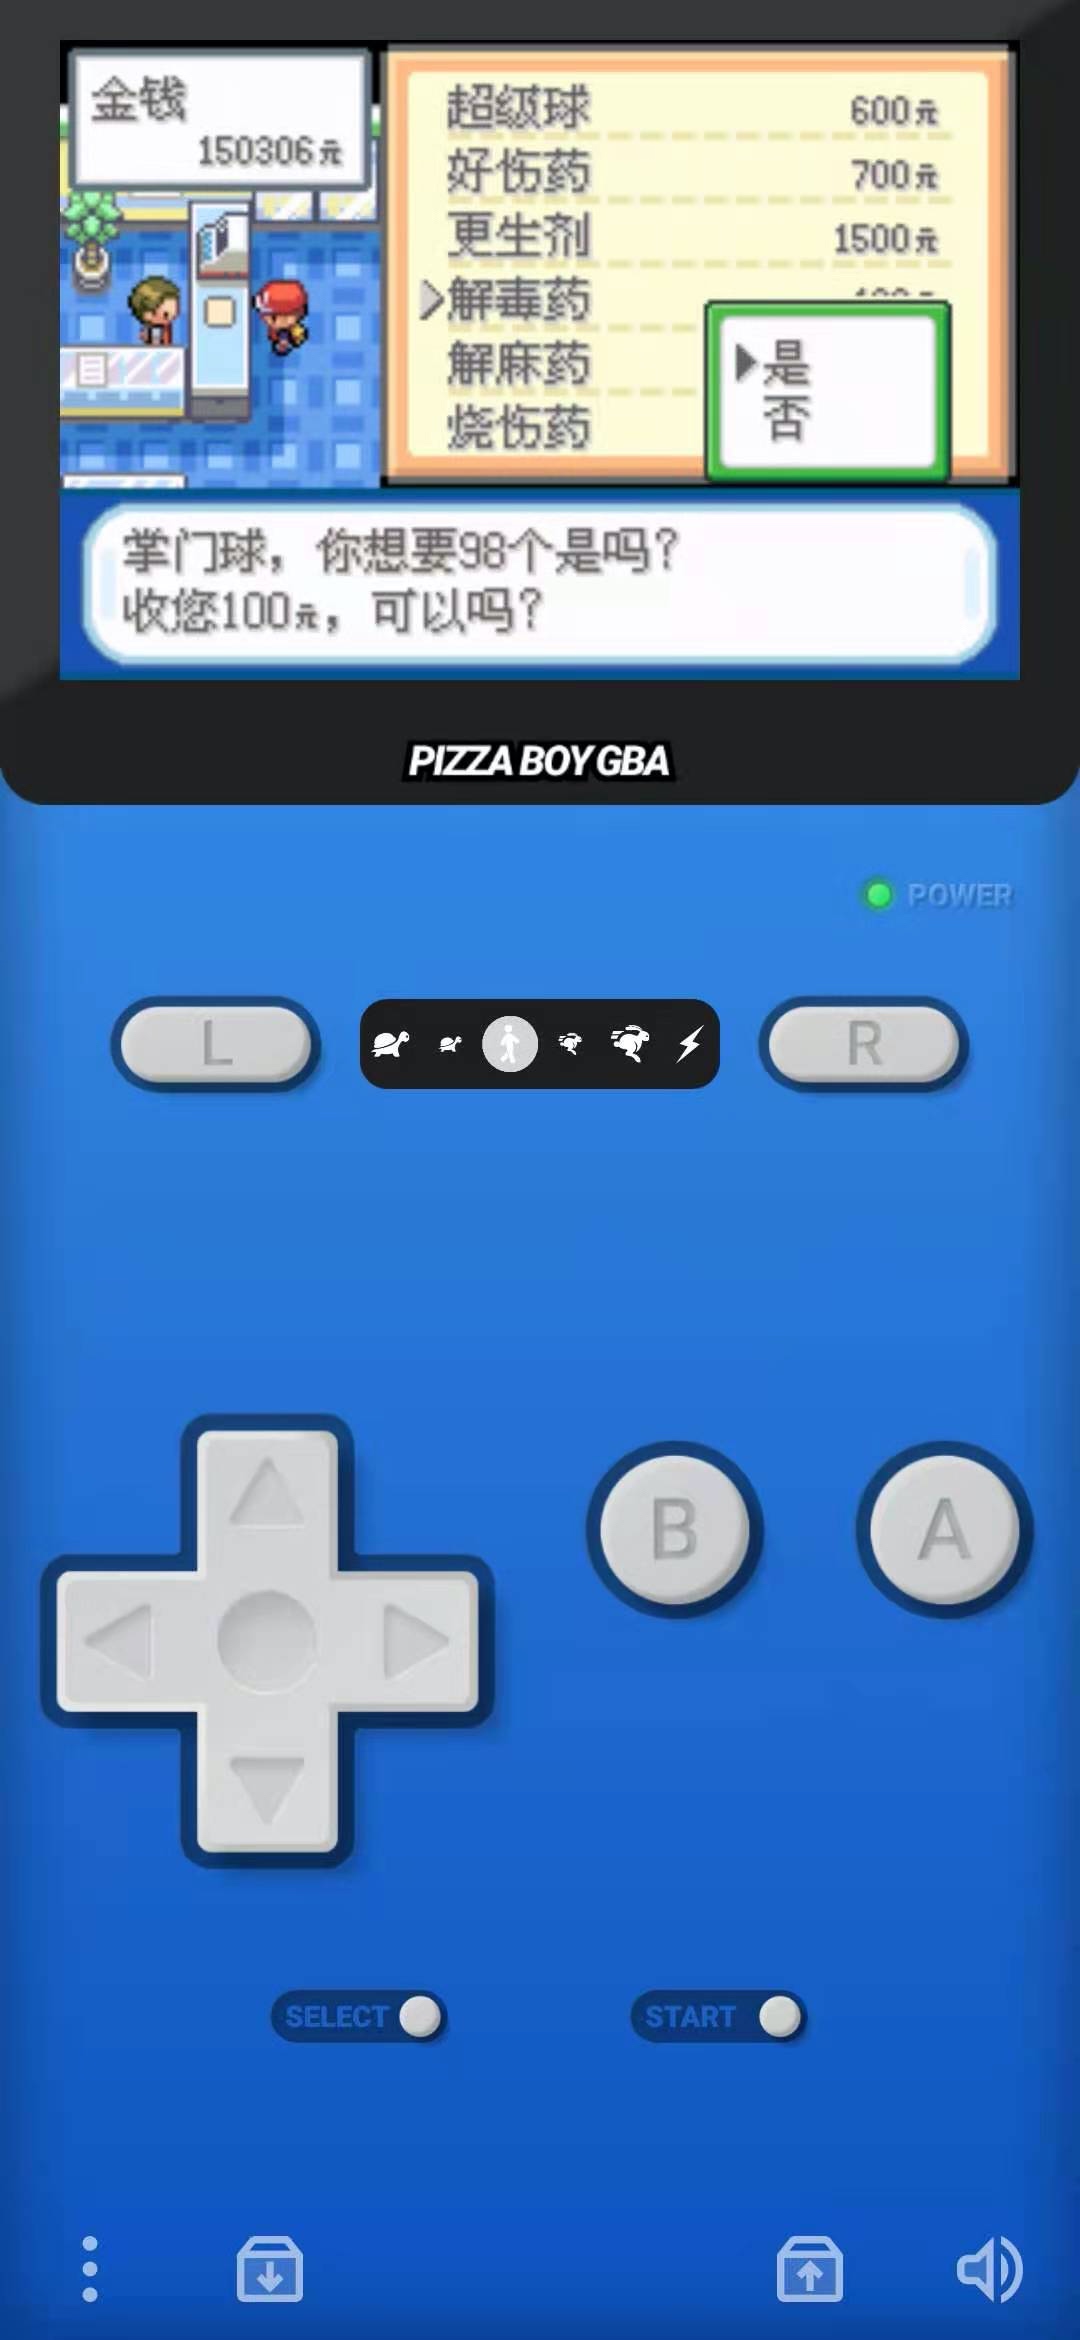 金钱
150306元
超级球 600元
好伤药 700元
更生剂 1500元
解毒药
解麻药
烧伤药
是
否
掌门球，你想要98个是吗？
收您100元，可以吗？
PIZZA BOY GBA
POWER
L
R
B
A
SELECT
START